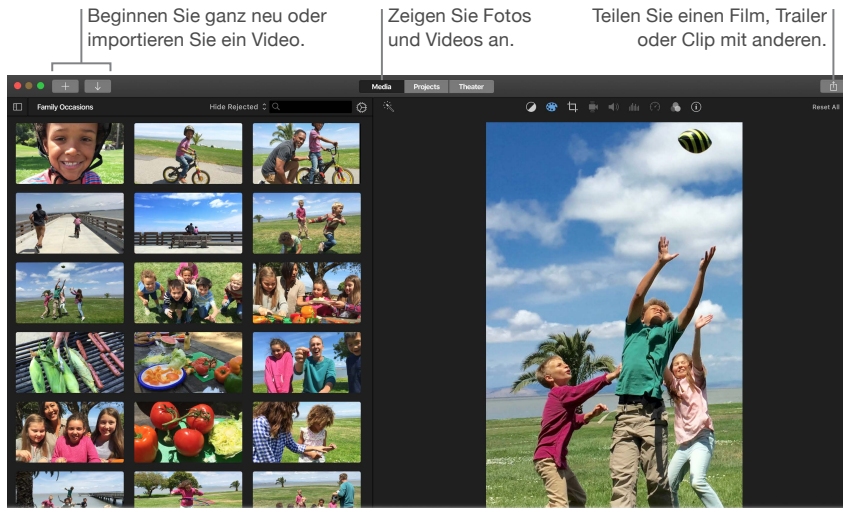 Beginnen Sie ganz neu oder
importieren Sie ein Video.
Zeigen Sie Fotos
und Videos an.
Teilen Sie einen Film, Trailer
oder Clip mit anderen.
Media Projects Theater
Family Occasions Hide Rejected Reset All